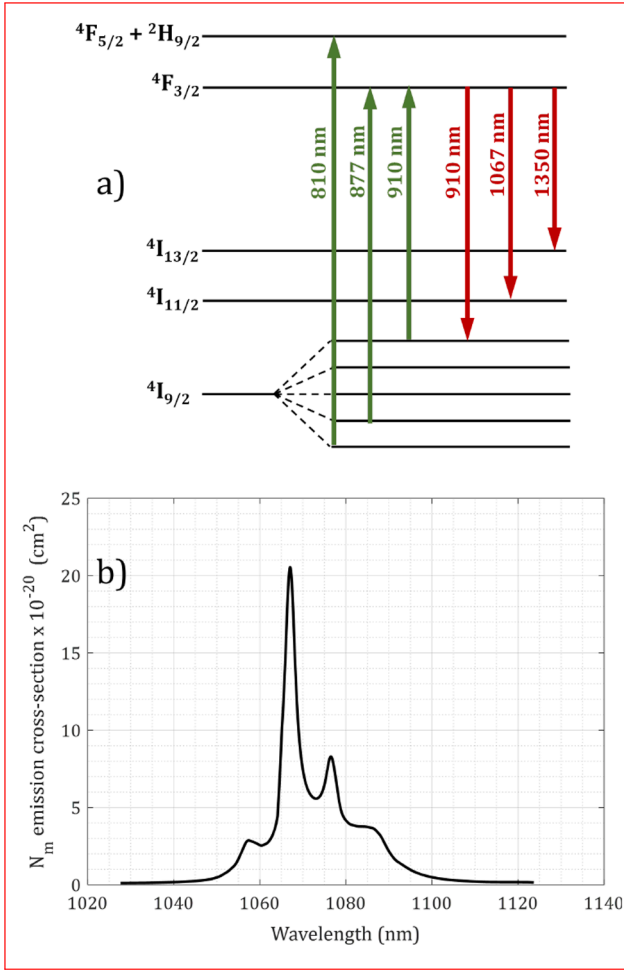 ⁴F₅/₂ + ²H₉/₂
⁴F₃/₂
a)
810 nm
877 nm
910 nm
910 nm
1067 nm
1350 nm
⁴I₁₃/₂
⁴I₁₁/₂
⁴I₉/₂
b)
25
20
15
10
5
0
N_m emission cross-section x 10⁻²⁰ (cm²)
1020 1040 1060 1080 1100 1120 1140
Wavelength (nm)